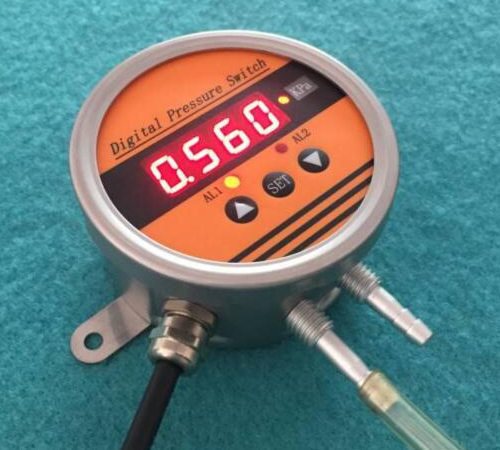 Digital Pressure Switch
0.560
KPa
AL1
SET
AL2